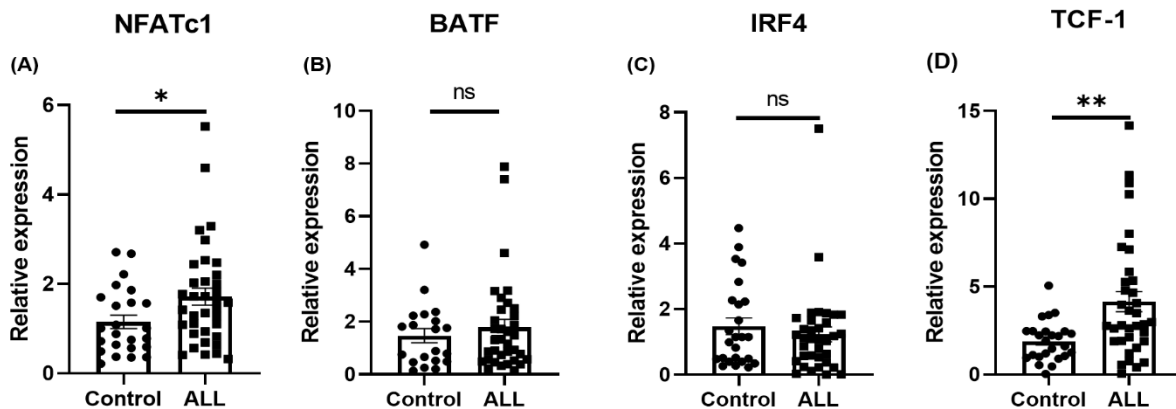 NFATc1
BATF
IRF4
TCF-1
(A)
(B)
(C)
(D)
*
ns
ns
**
Relative expression
6
4
2
0
Control ALL
Relative expression
10
8
6
4
2
0
Control ALL
Relative expression
8
6
4
2
0
Control ALL
Relative expression
15
10
5
0
Control ALL